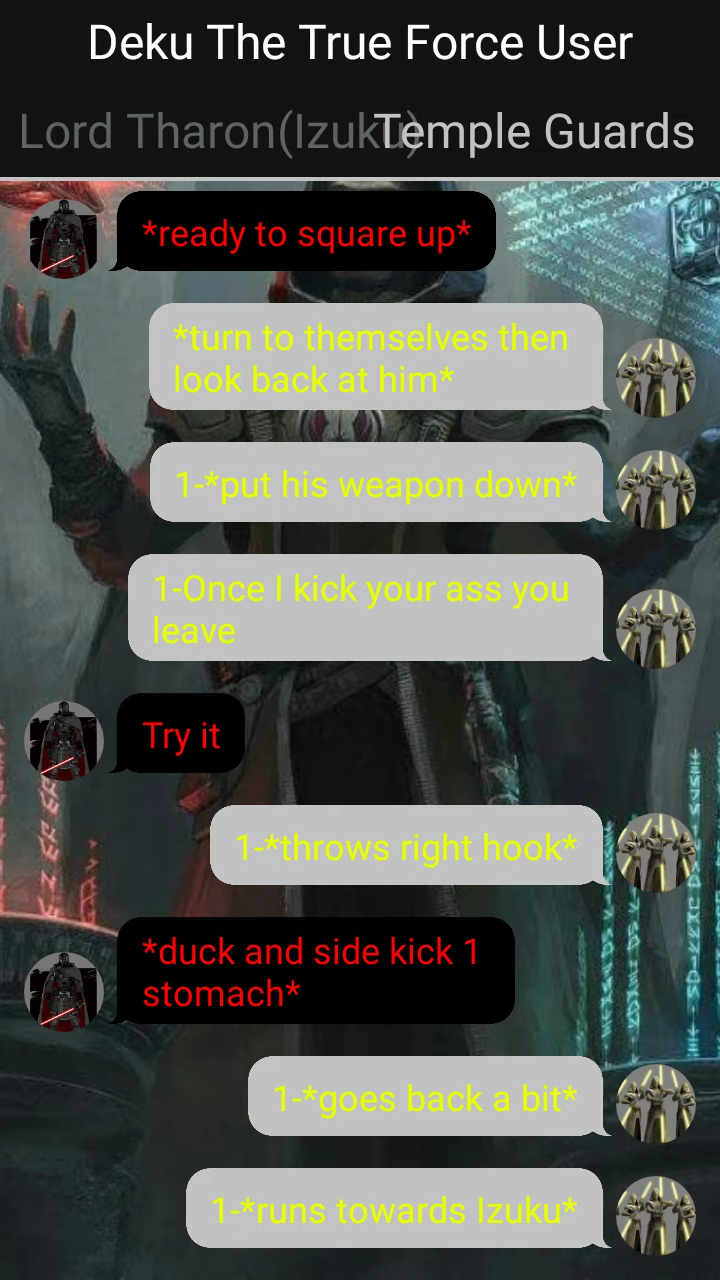 Deku The True Force User
Lord Tharon(Izuku)
Temple Guards
*ready to square up*
*turn to themselves then
look back at him*
1-*put his weapon down*
1-Once I kick your ass you
leave
Try it
1-*throws right hook*
*duck and side kick 1
stomach*
1-*goes back a bit*
1-*runs towards Izuku*